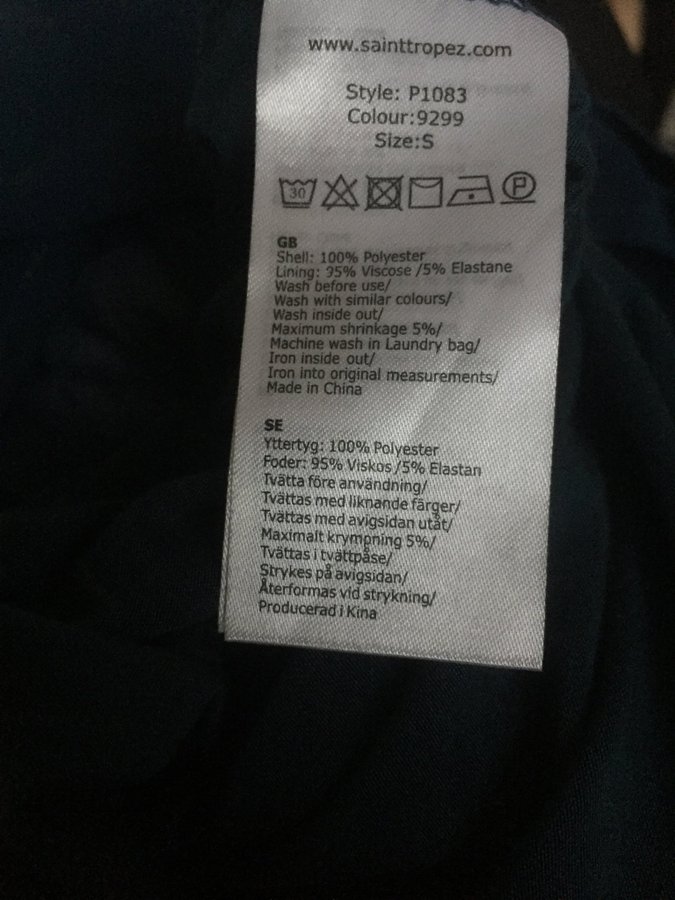 www.sainttropez.com
Style: P1083
Colour:9299
Size:S
30 P
GB
Shell: 100% Polyester
Lining: 95% Viscose /5% Elastane
Wash before use/
Wash with similar colours/
Wash inside out/
Maximum shrinkage 5%/
Machine wash in Laundry bag/
Iron inside out/
Iron into original measurements/
Made in China
SE
Yttertyg: 100% Polyester
Foder: 95% Viskos /5% Elastan
Tvätta före användning/
Tvättas med liknande färger/
Tvättas med avigsidan utåt/
Maximalt krympning 5%/
Tvättas i tvättpåse/
Strykes på avigsidan/
Återformas vid strykning/
Producerad i Kina